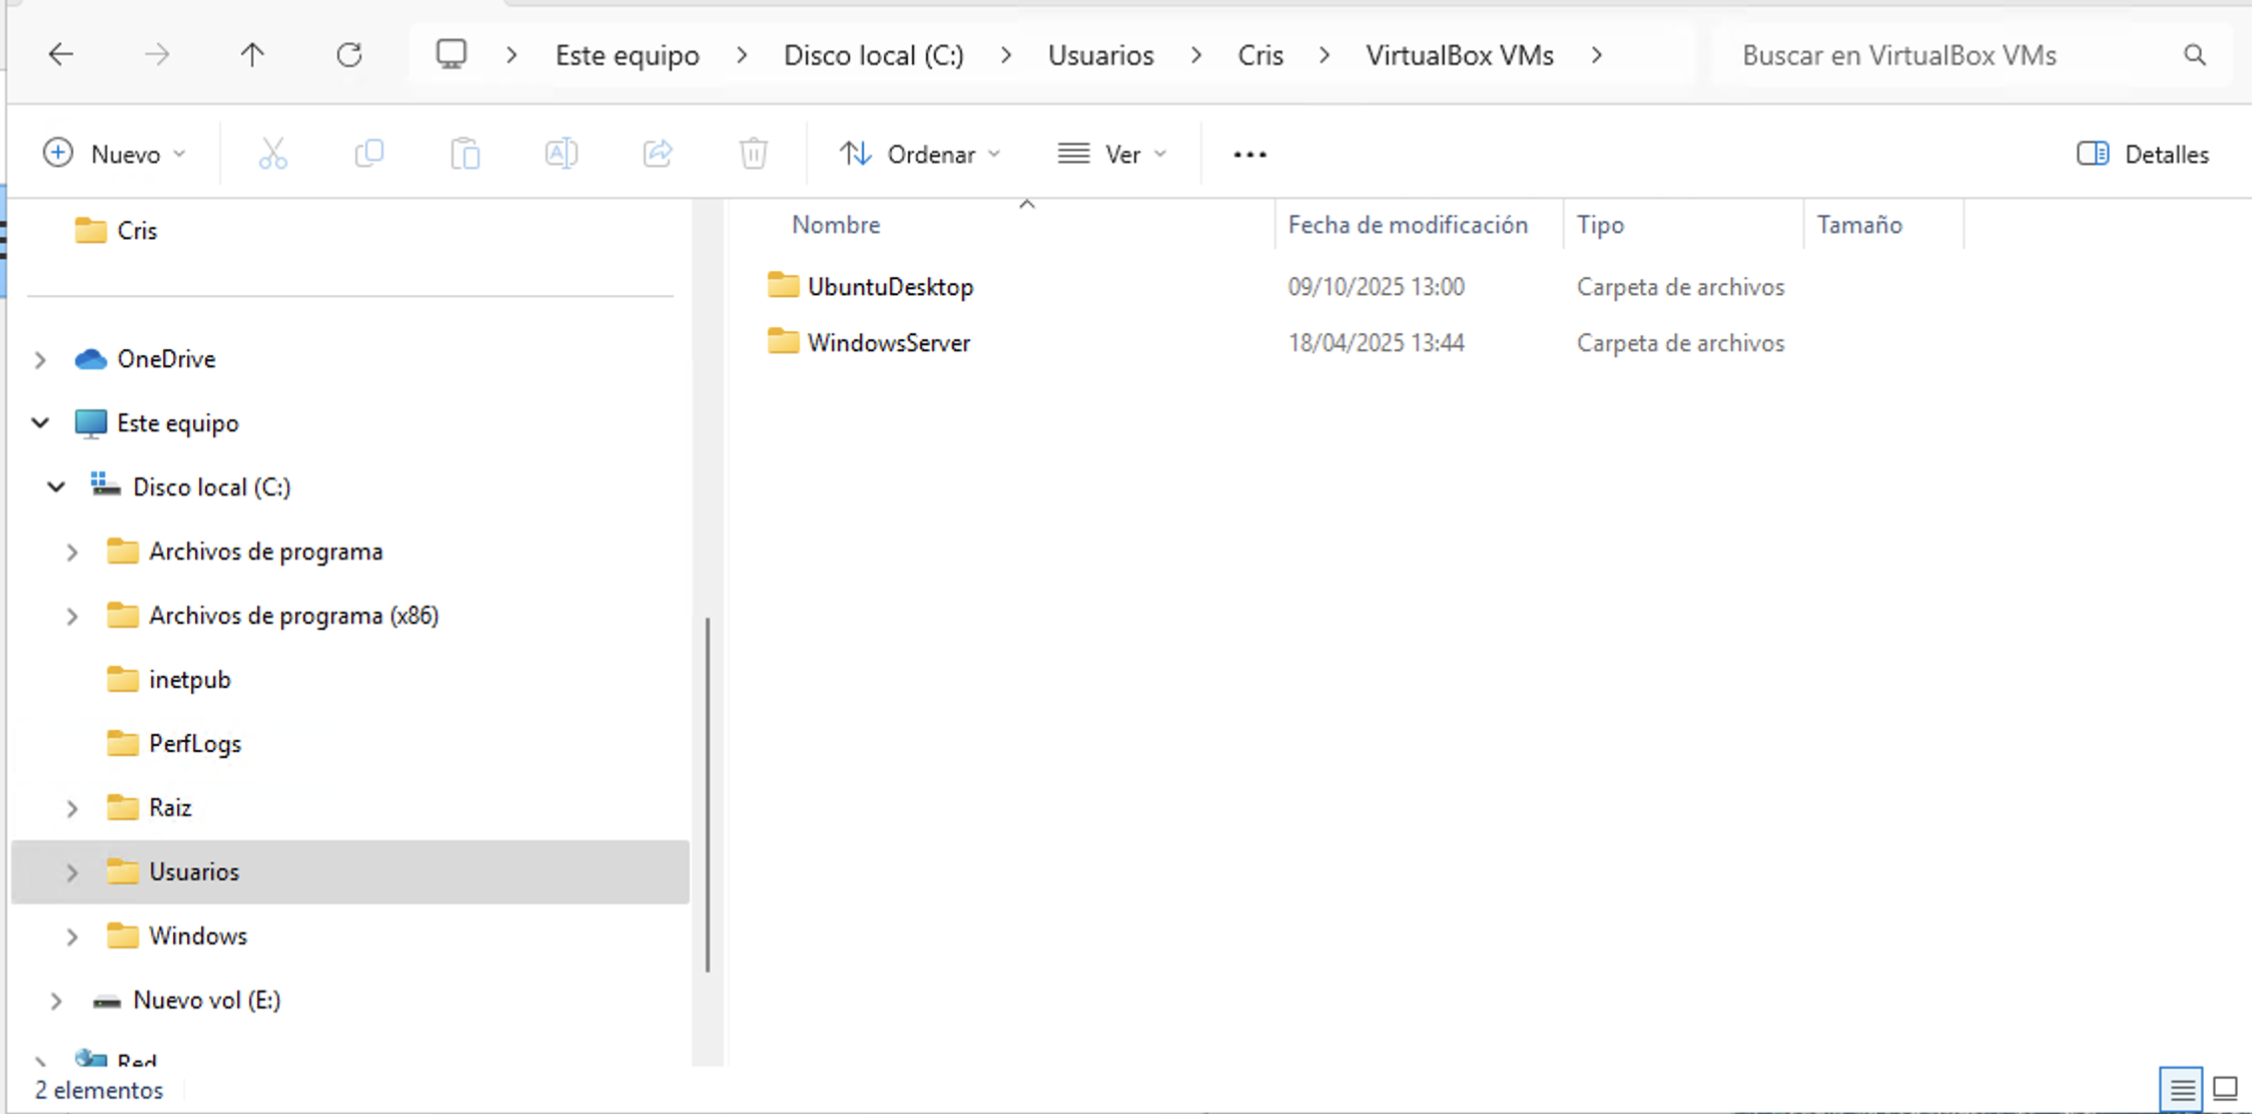 Este equipo > Disco local (C:) > Usuarios > Cris > VirtualBox VMs >
Buscar en VirtualBox VMs
Nuevo
Ordenar
Ver
Detalles
Cris
OneDrive
Este equipo
Disco local (C:)
Archivos de programa
Archivos de programa (x86)
inetpub
PerfLogs
Raiz
Usuarios
Windows
Nuevo vol (E:)
Red
Nombre Fecha de modificación Tipo Tamaño
UbuntuDesktop 09/10/2025 13:00 Carpeta de archivos
WindowsServer 18/04/2025 13:44 Carpeta de archivos
2 elementos